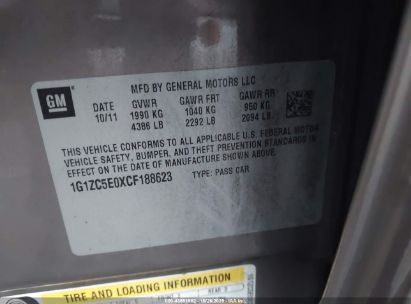 GM
MFD BY GENERAL MOTORS LLC
DATE GVWR GAWR FRT GAWR RR
10/11 1990 KG 1040 KG 950 KG
4386 LB 2292 LB 2094 LB
THIS VEHICLE CONFORMS TO ALL APPLICABLE U.S. FEDERAL MOTOR
VEHICLE SAFETY, BUMPER, AND THEFT PREVENTION STANDARDS
IN EFFECT ON THE DATE OF MANUFACTURE SHOWN ABOVE.
1G1ZC5E0XCF188623 TYPE: PASS CAR
TIRE AND LOADING INFORMATION